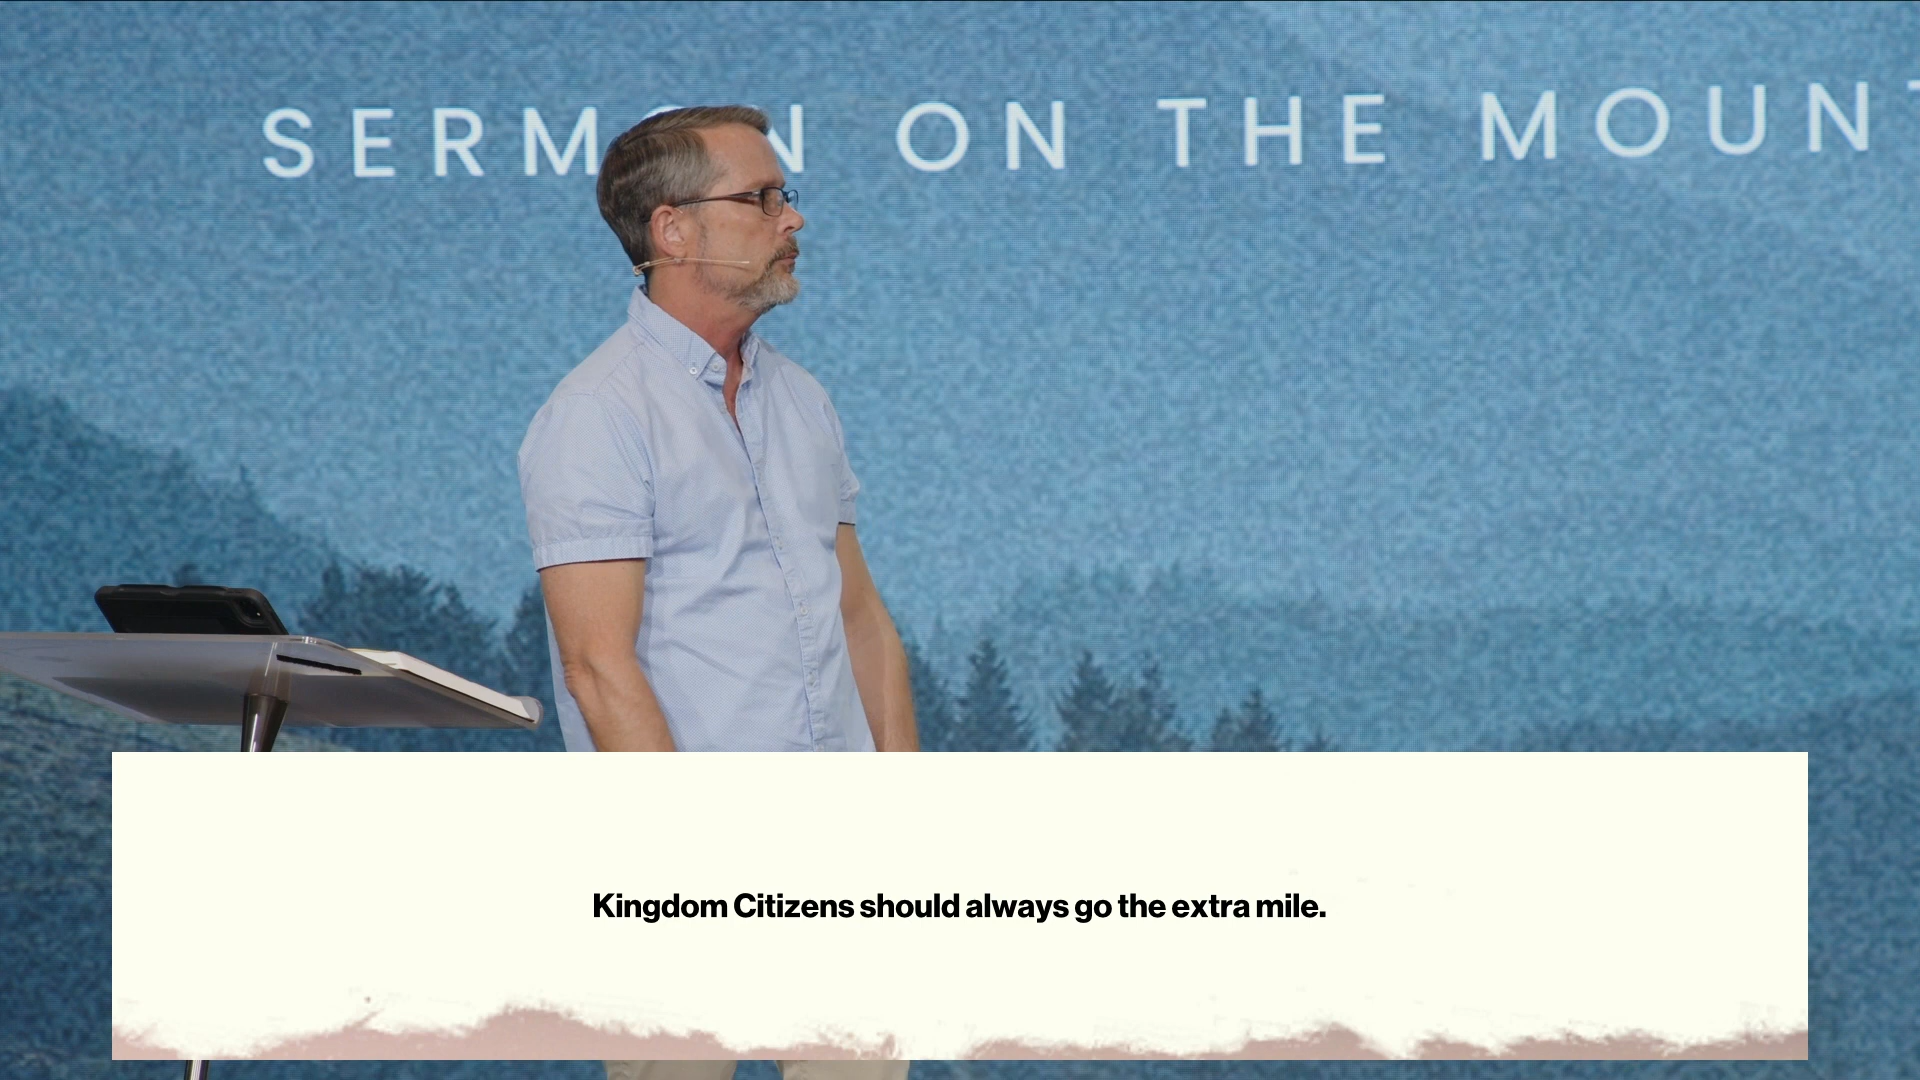 SERMON ON THE MOUNT
Kingdom Citizens should always go the extra mile.